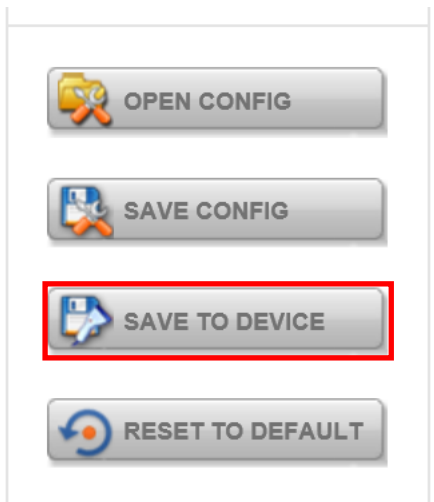 OPEN CONFIG
SAVE CONFIG
SAVE TO DEVICE
RESET TO DEFAULT